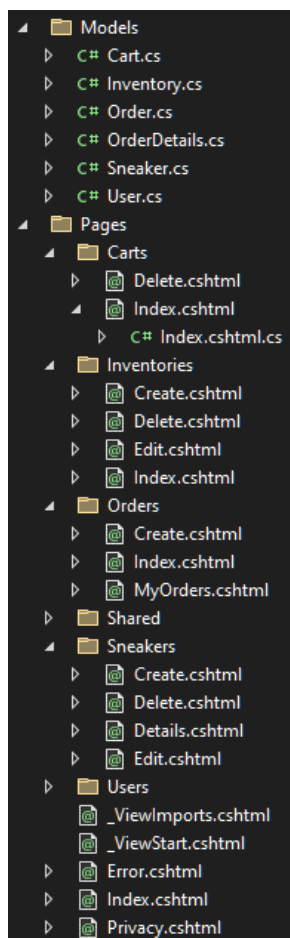 Models
C# Cart.cs
C# Inventory.cs
C# Order.cs
C# OrderDetails.cs
C# Sneaker.cs
C# User.cs
Pages
Carts
@ Delete.cshtml
@ Index.cshtml
C# Index.cshtml.cs
Inventories
@ Create.cshtml
@ Delete.cshtml
@ Edit.cshtml
@ Index.cshtml
Orders
@ Create.cshtml
@ Index.cshtml
@ MyOrders.cshtml
Shared
Sneakers
@ Create.cshtml
@ Delete.cshtml
@ Details.cshtml
@ Edit.cshtml
Users
@ _ViewImports.cshtml
@ _ViewStart.cshtml
@ Error.cshtml
@ Index.cshtml
@ Privacy.cshtml